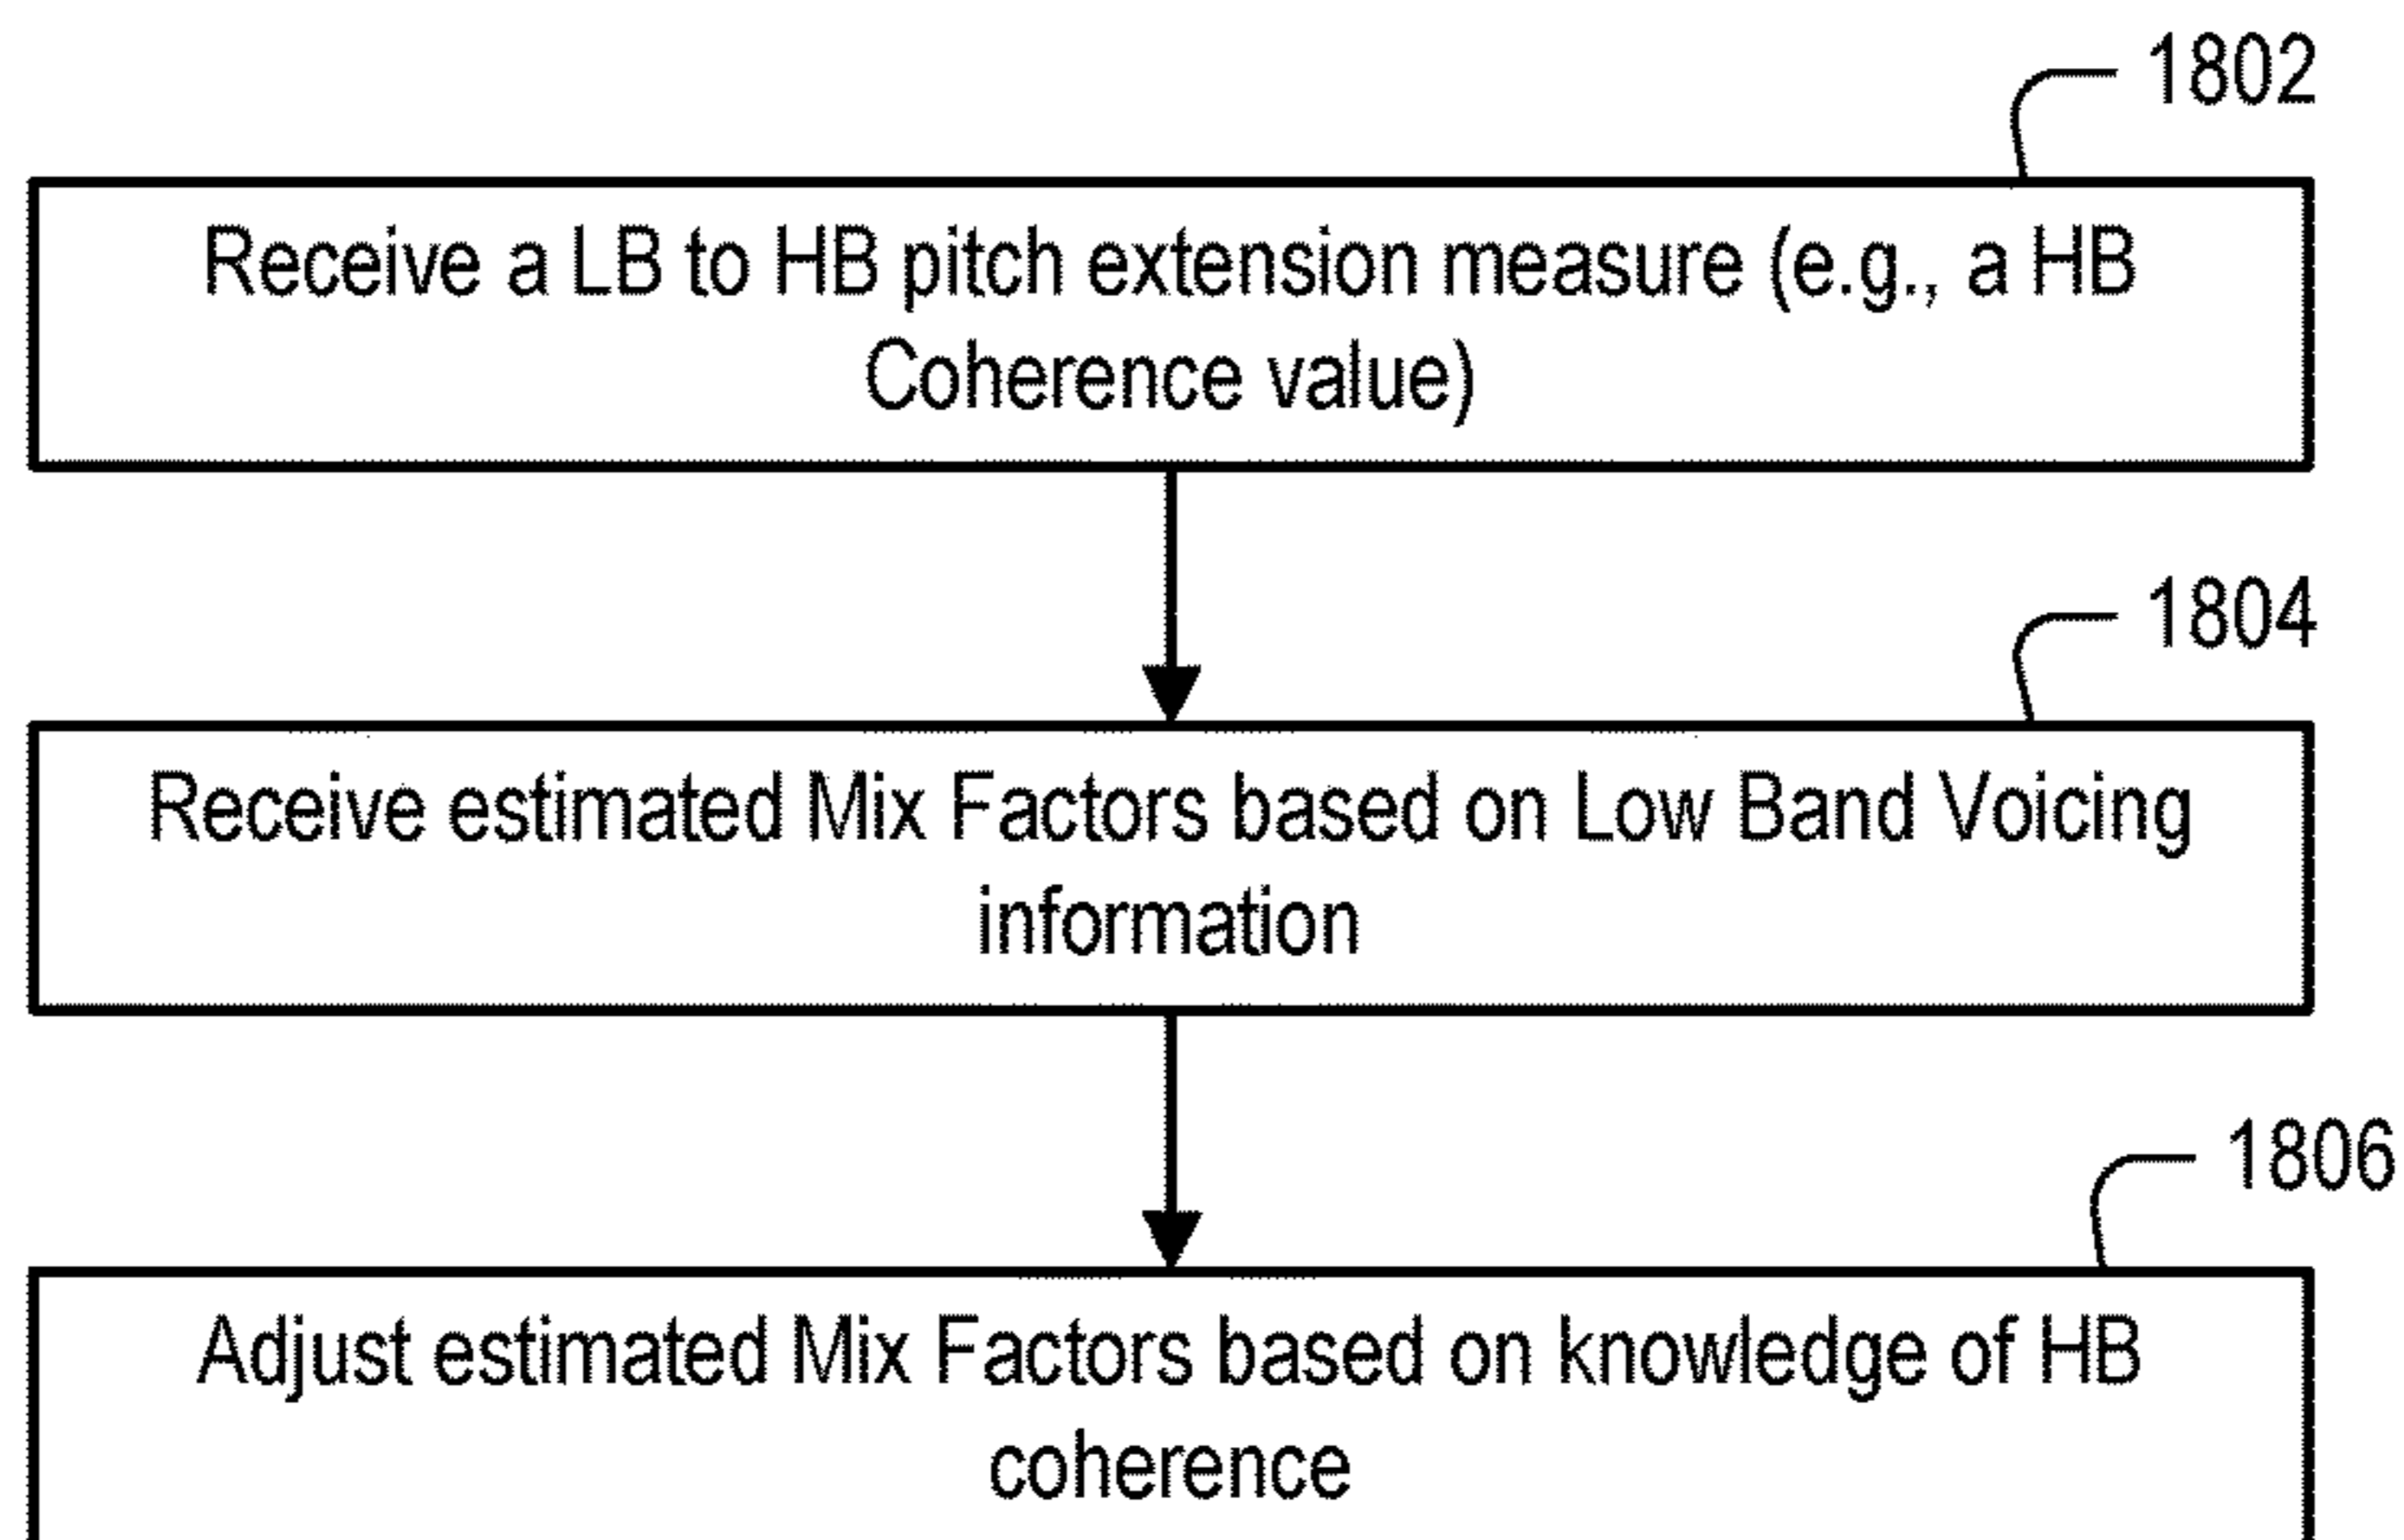 1802
Receive a LB to HB pitch extension measure (e.g., a HB
Coherence value)
1804
Receive estimated Mix Factors based on Low Band Voicing
information
1806
Adjust estimated Mix Factors based on knowledge of HB
coherence